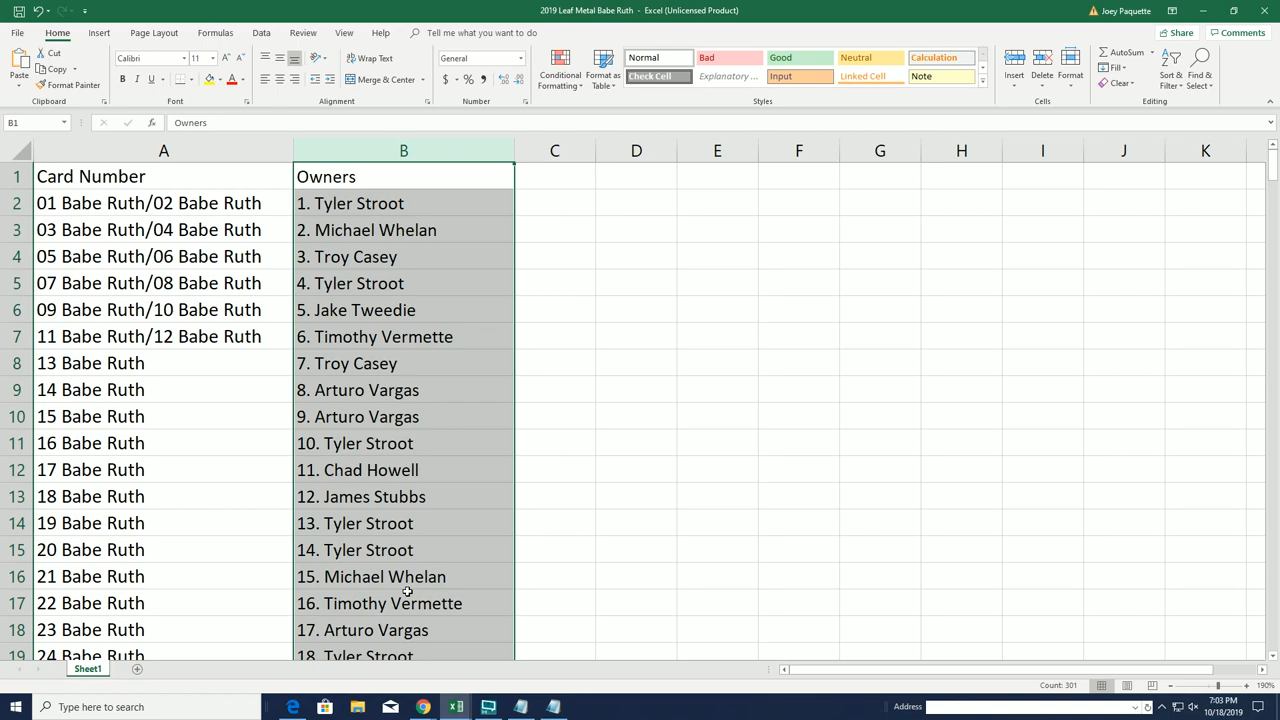 2019 Leaf Metal Babe Ruth - Excel (Unlicensed Product)
Joey Paquette
File Home Insert Page Layout Formulas Data Review View Help Tell me what you want to do
Share Comments
Paste
Cut
Copy
Format Painter
Calibri 11
B I U
Wrap Text
Merge & Center
General
$ % ,
Conditional Formatting
Format as Table
Normal Bad Good Neutral Calculation
Check Cell Explanatory ... Input Linked Cell Note
Insert Delete Format
AutoSum
Fill
Clear
Sort & Filter
Find & Select
Clipboard Font Alignment Number Styles Cells Editing
B1 fx Owners
A B C D E F G H I J K
1 Card Number Owners
2 01 Babe Ruth/02 Babe Ruth 1. Tyler Stroot
3 03 Babe Ruth/04 Babe Ruth 2. Michael Whelan
4 05 Babe Ruth/06 Babe Ruth 3. Troy Casey
5 07 Babe Ruth/08 Babe Ruth 4. Tyler Stroot
6 09 Babe Ruth/10 Babe Ruth 5. Jake Tweedie
7 11 Babe Ruth/12 Babe Ruth 6. Timothy Vermette
8 13 Babe Ruth 7. Troy Casey
9 14 Babe Ruth 8. Arturo Vargas
10 15 Babe Ruth 9. Arturo Vargas
11 16 Babe Ruth 10. Tyler Stroot
12 17 Babe Ruth 11. Chad Howell
13 18 Babe Ruth 12. James Stubbs
14 19 Babe Ruth 13. Tyler Stroot
15 20 Babe Ruth 14. Tyler Stroot
16 21 Babe Ruth 15. Michael Whelan
17 22 Babe Ruth 16. Timothy Vermette
18 23 Babe Ruth 17. Arturo Vargas
19 24 Babe Ruth 18. Tyler Stroot
Sheet1
Count: 301 190%
Type here to search
Address
7:03 PM
10/18/2019